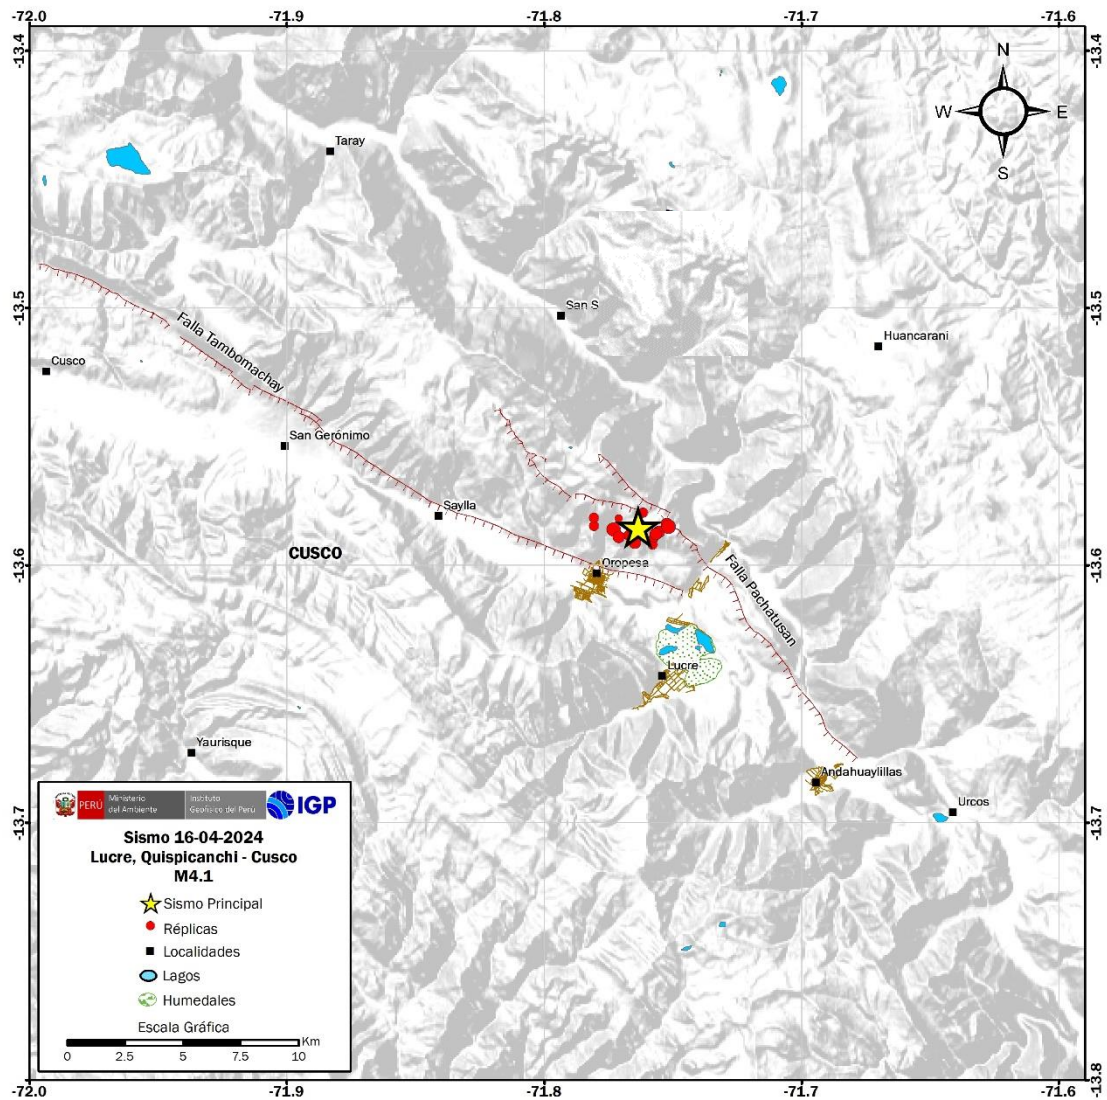 -72.0
-71.9
-71.8
-71.7
-71.6
-13.4
-13.4
N
W
E
S
Taray
San S
-13.5
-13.5
Huancarani
Falla Tambomachay
Cusco
San Gerónimo
Saylla
CUSCO
Oropesa
-13.6
-13.6
Falla Pachatusan
Lucre
Yaurisque
Andahuaylillas
Urcos
-13.7
-13.7
PERÚ
Ministerio
del Ambiente
Instituto
Geofísico del Perú
IGP
Sismo 16-04-2024
Lucre, Quispicanchi - Cusco
M4.1
Sismo Principal
Réplicas
Localidades
Lagos
Humedales
Escala Gráfica
Km
0 2.5 5 7.5 10
-13.8
-13.8
-72.0
-71.9
-71.8
-71.7
-71.6